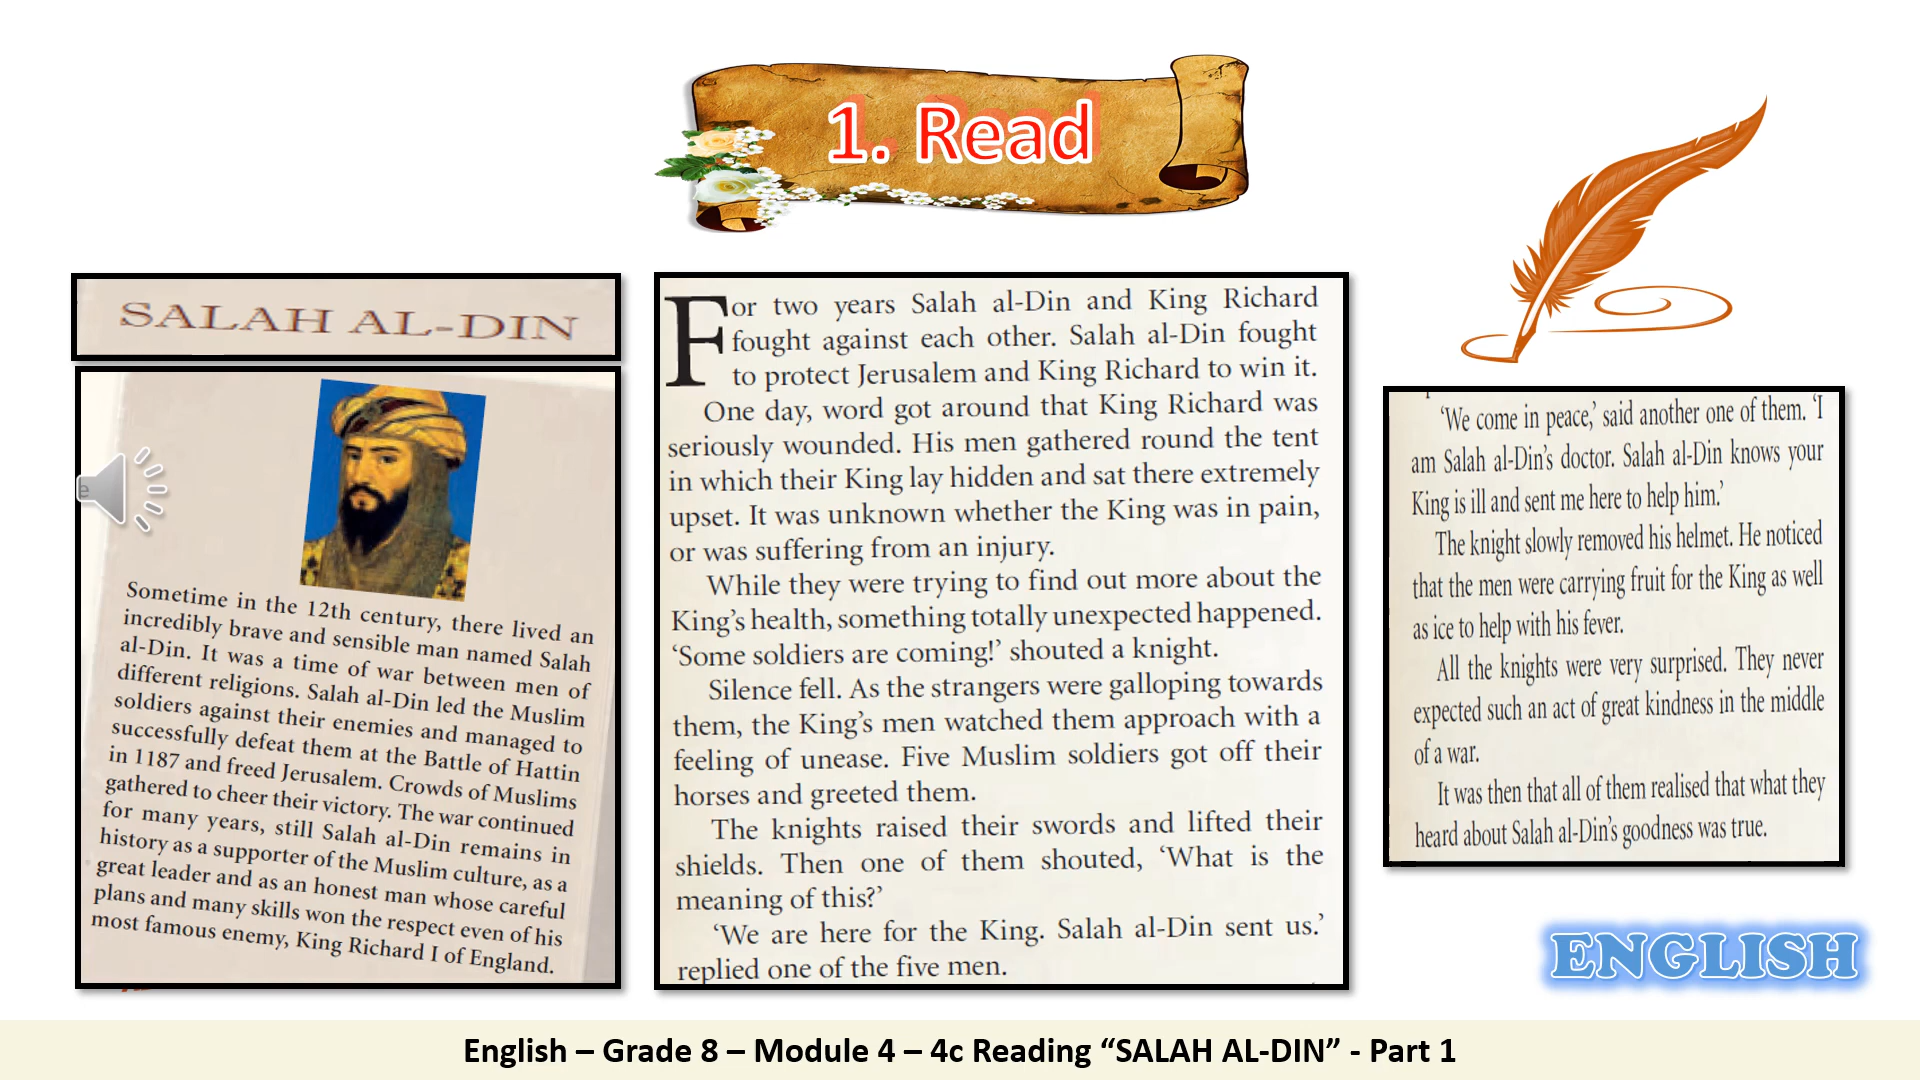 1. Read
SALAH AL-DIN
Sometime in the 12th century, there lived an
incredibly brave and sensible man named Salah
al-Din. It was a time of war between men of
different religions. Salah al-Din led the Muslim
soldiers against their enemies and managed to
successfully defeat them at the Battle of Hattin
in 1187 and freed Jerusalem. Crowds of Muslims
gathered to cheer their victory. The war continued
for many years, still Salah al-Din remains in
history as a supporter of the Muslim culture, as a
great leader and as an honest man whose careful
plans and many skills won the respect even of his
most famous enemy, King Richard I of England.
For two years Salah al-Din and King Richard
fought against each other. Salah al-Din fought
to protect Jerusalem and King Richard to win it.
One day, word got around that King Richard was
seriously wounded. His men gathered round the tent
in which their King lay hidden and sat there extremely
upset. It was unknown whether the King was in pain,
or was suffering from an injury.
While they were trying to find out more about the
King's health, something totally unexpected happened.
‘Some soldiers are coming!’ shouted a knight.
Silence fell. As the strangers were galloping towards
them, the King's men watched them approach with a
feeling of unease. Five Muslim soldiers got off their
horses and greeted them.
The knights raised their swords and lifted their
shields. Then one of them shouted, ‘What is the
meaning of this?’
‘We are here for the King. Salah al-Din sent us.’
replied one of the five men.
‘We come in peace,’ said another one of them. ‘I
am Salah al-Din's doctor. Salah al-Din knows your
King is ill and sent me here to help him.’
The knight slowly removed his helmet. He noticed
that the men were carrying fruit for the King as well
as ice to help with his fever.
All the knights were very surprised. They never
expected such an act of great kindness in the middle
of a war.
It was then that all of them realised that what they
heard about Salah al-Din's goodness was true.
ENGLISH
English – Grade 8 – Module 4 – 4c Reading “SALAH AL-DIN” - Part 1